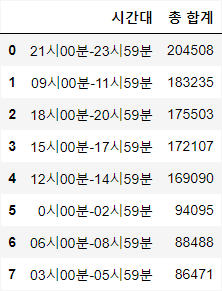 시간대 총 합계
0 21시00분-23시59분 204508
1 09시00분-11시59분 183235
2 18시00분-20시59분 175503
3 15시00분-17시59분 172107
4 12시00분-14시59분 169090
5 0시00분-02시59분 94095
6 06시00분-08시59분 88488
7 03시00분-05시59분 86471